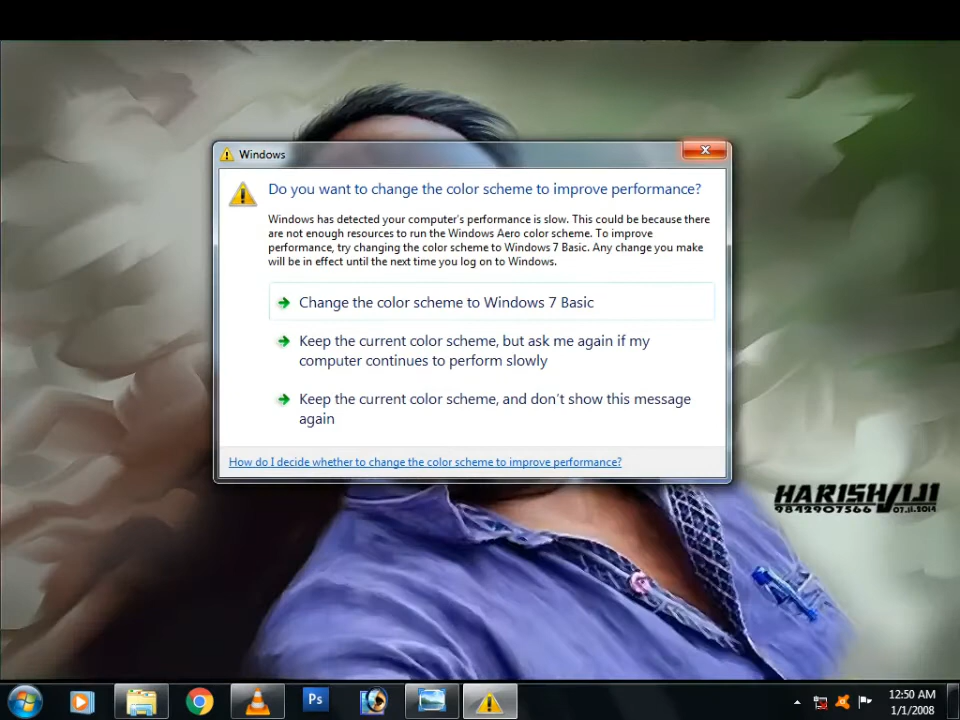 Windows
Do you want to change the color scheme to improve performance?
Windows has detected your computer's performance is slow. This could be because there
are not enough resources to run the Windows Aero color scheme. To improve
performance, try changing the color scheme to Windows 7 Basic. Any change you make
will be in effect until the next time you log on to Windows.
Change the color scheme to Windows 7 Basic
Keep the current color scheme, but ask me again if my
computer continues to perform slowly
Keep the current color scheme, and don't show this message
again
How do I decide whether to change the color scheme to improve performance?
9842907566 07.11.2014
Ps
12:50 AM
1/1/2008